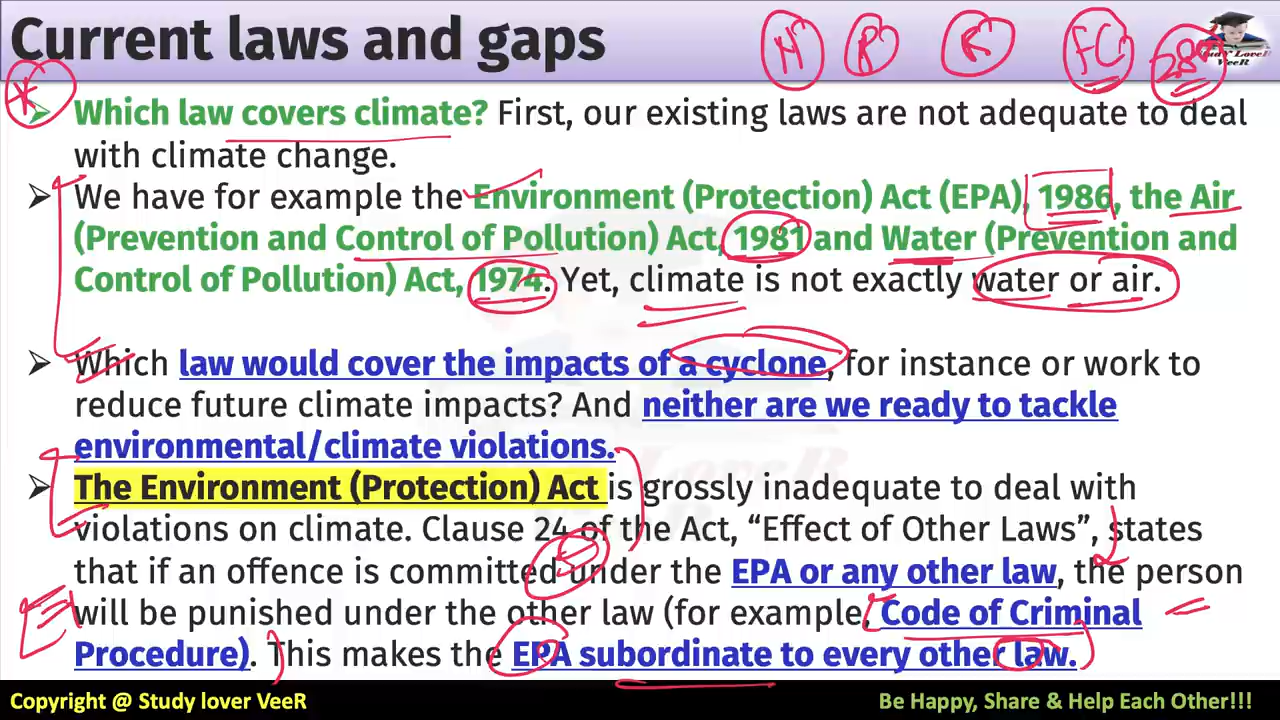 Current laws and gaps
N R K FC
VeeR
Which law covers climate? First, our existing laws are not adequate to deal
with climate change.
We have for example the Environment (Protection) Act (EPA), 1986, the Air
(Prevention and Control of Pollution) Act, 1981 and Water (Prevention and
Control of Pollution) Act, 1974. Yet, climate is not exactly water or air.
Which law would cover the impacts of a cyclone, for instance or work to
reduce future climate impacts? And neither are we ready to tackle
environmental/climate violations.
The Environment (Protection) Act is grossly inadequate to deal with
violations on climate. Clause 24 of the Act, “Effect of Other Laws”, states
that if an offence is committed under the EPA or any other law, the person
will be punished under the other law (for example, Code of Criminal
Procedure). This makes the EPA subordinate to every other law.
Copyright @ Study lover VeeR
Be Happy, Share & Help Each Other!!!